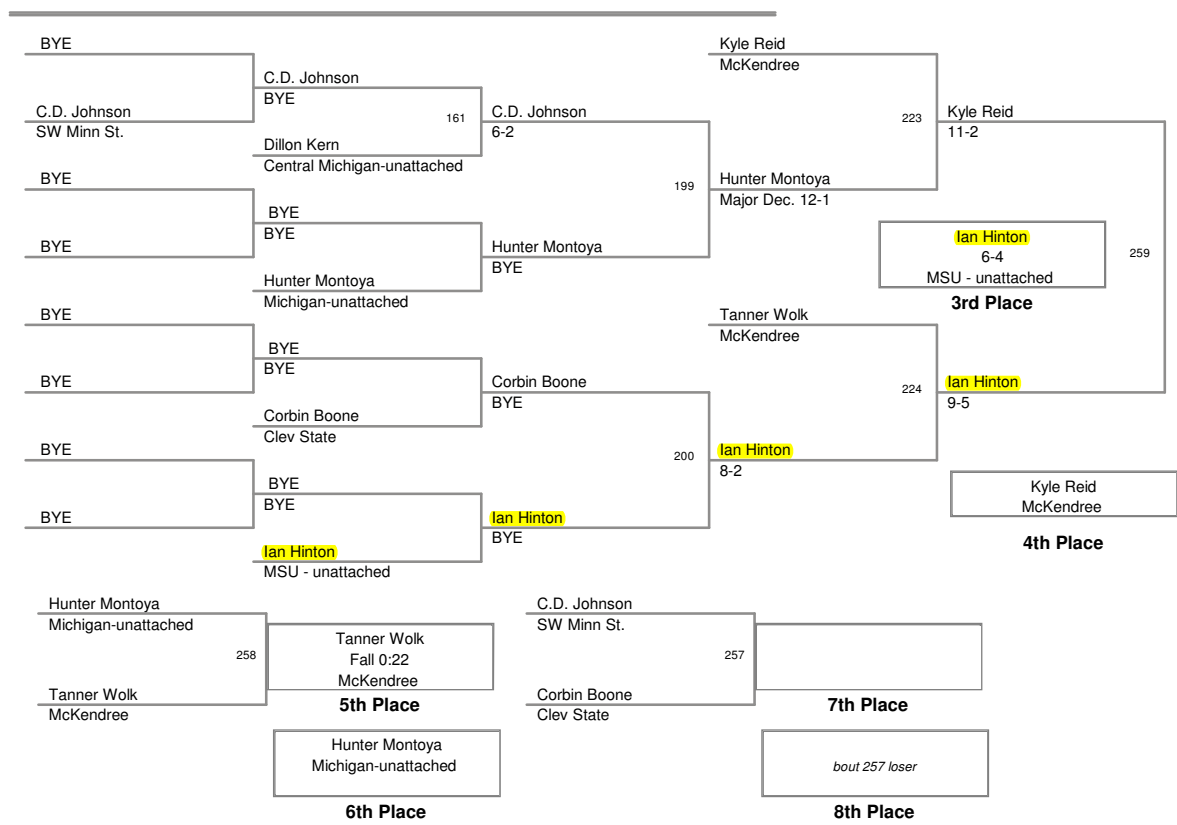 BYE
C.D. Johnson
SW Minn St.
BYE
BYE
BYE
BYE
BYE
BYE
C.D. Johnson
BYE
161
Dillon Kern
Central Michigan-unattached
BYE
BYE
Hunter Montoya
Michigan-unattached
BYE
BYE
Corbin Boone
Clev State
BYE
BYE
Ian Hinton
MSU - unattached
C.D. Johnson
6-2
199
Hunter Montoya
BYE
Corbin Boone
BYE
200
Ian Hinton
BYE
Kyle Reid
McKendree
223
Hunter Montoya
Major Dec. 12-1
Tanner Wolk
McKendree
224
Ian Hinton
8-2
Kyle Reid
11-2
259
Ian Hinton
9-5
Ian Hinton
6-4
MSU - unattached
3rd Place
Kyle Reid
McKendree
4th Place
Hunter Montoya
Michigan-unattached
258
Tanner Wolk
McKendree
Tanner Wolk
Fall 0:22
McKendree
5th Place
Hunter Montoya
Michigan-unattached
6th Place
C.D. Johnson
SW Minn St.
257
Corbin Boone
Clev State
7th Place
bout 257 loser
8th Place